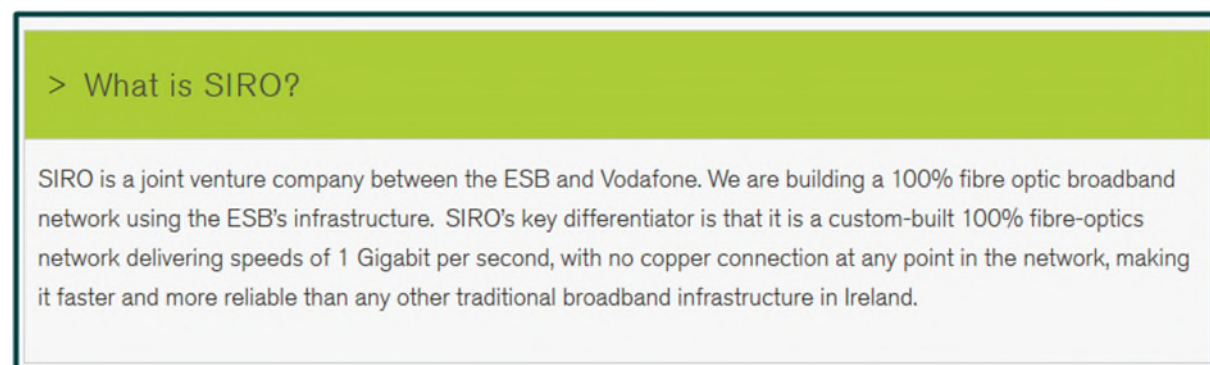 > What is SIRO?
SIRO is a joint venture company between the ESB and Vodafone. We are building a 100% fibre optic broadband
network using the ESB's infrastructure.  SIRO's key differentiator is that it is a custom-built 100% fibre-optics
network delivering speeds of 1 Gigabit per second, with no copper connection at any point in the network, making
it faster and more reliable than any other traditional broadband infrastructure in Ireland.